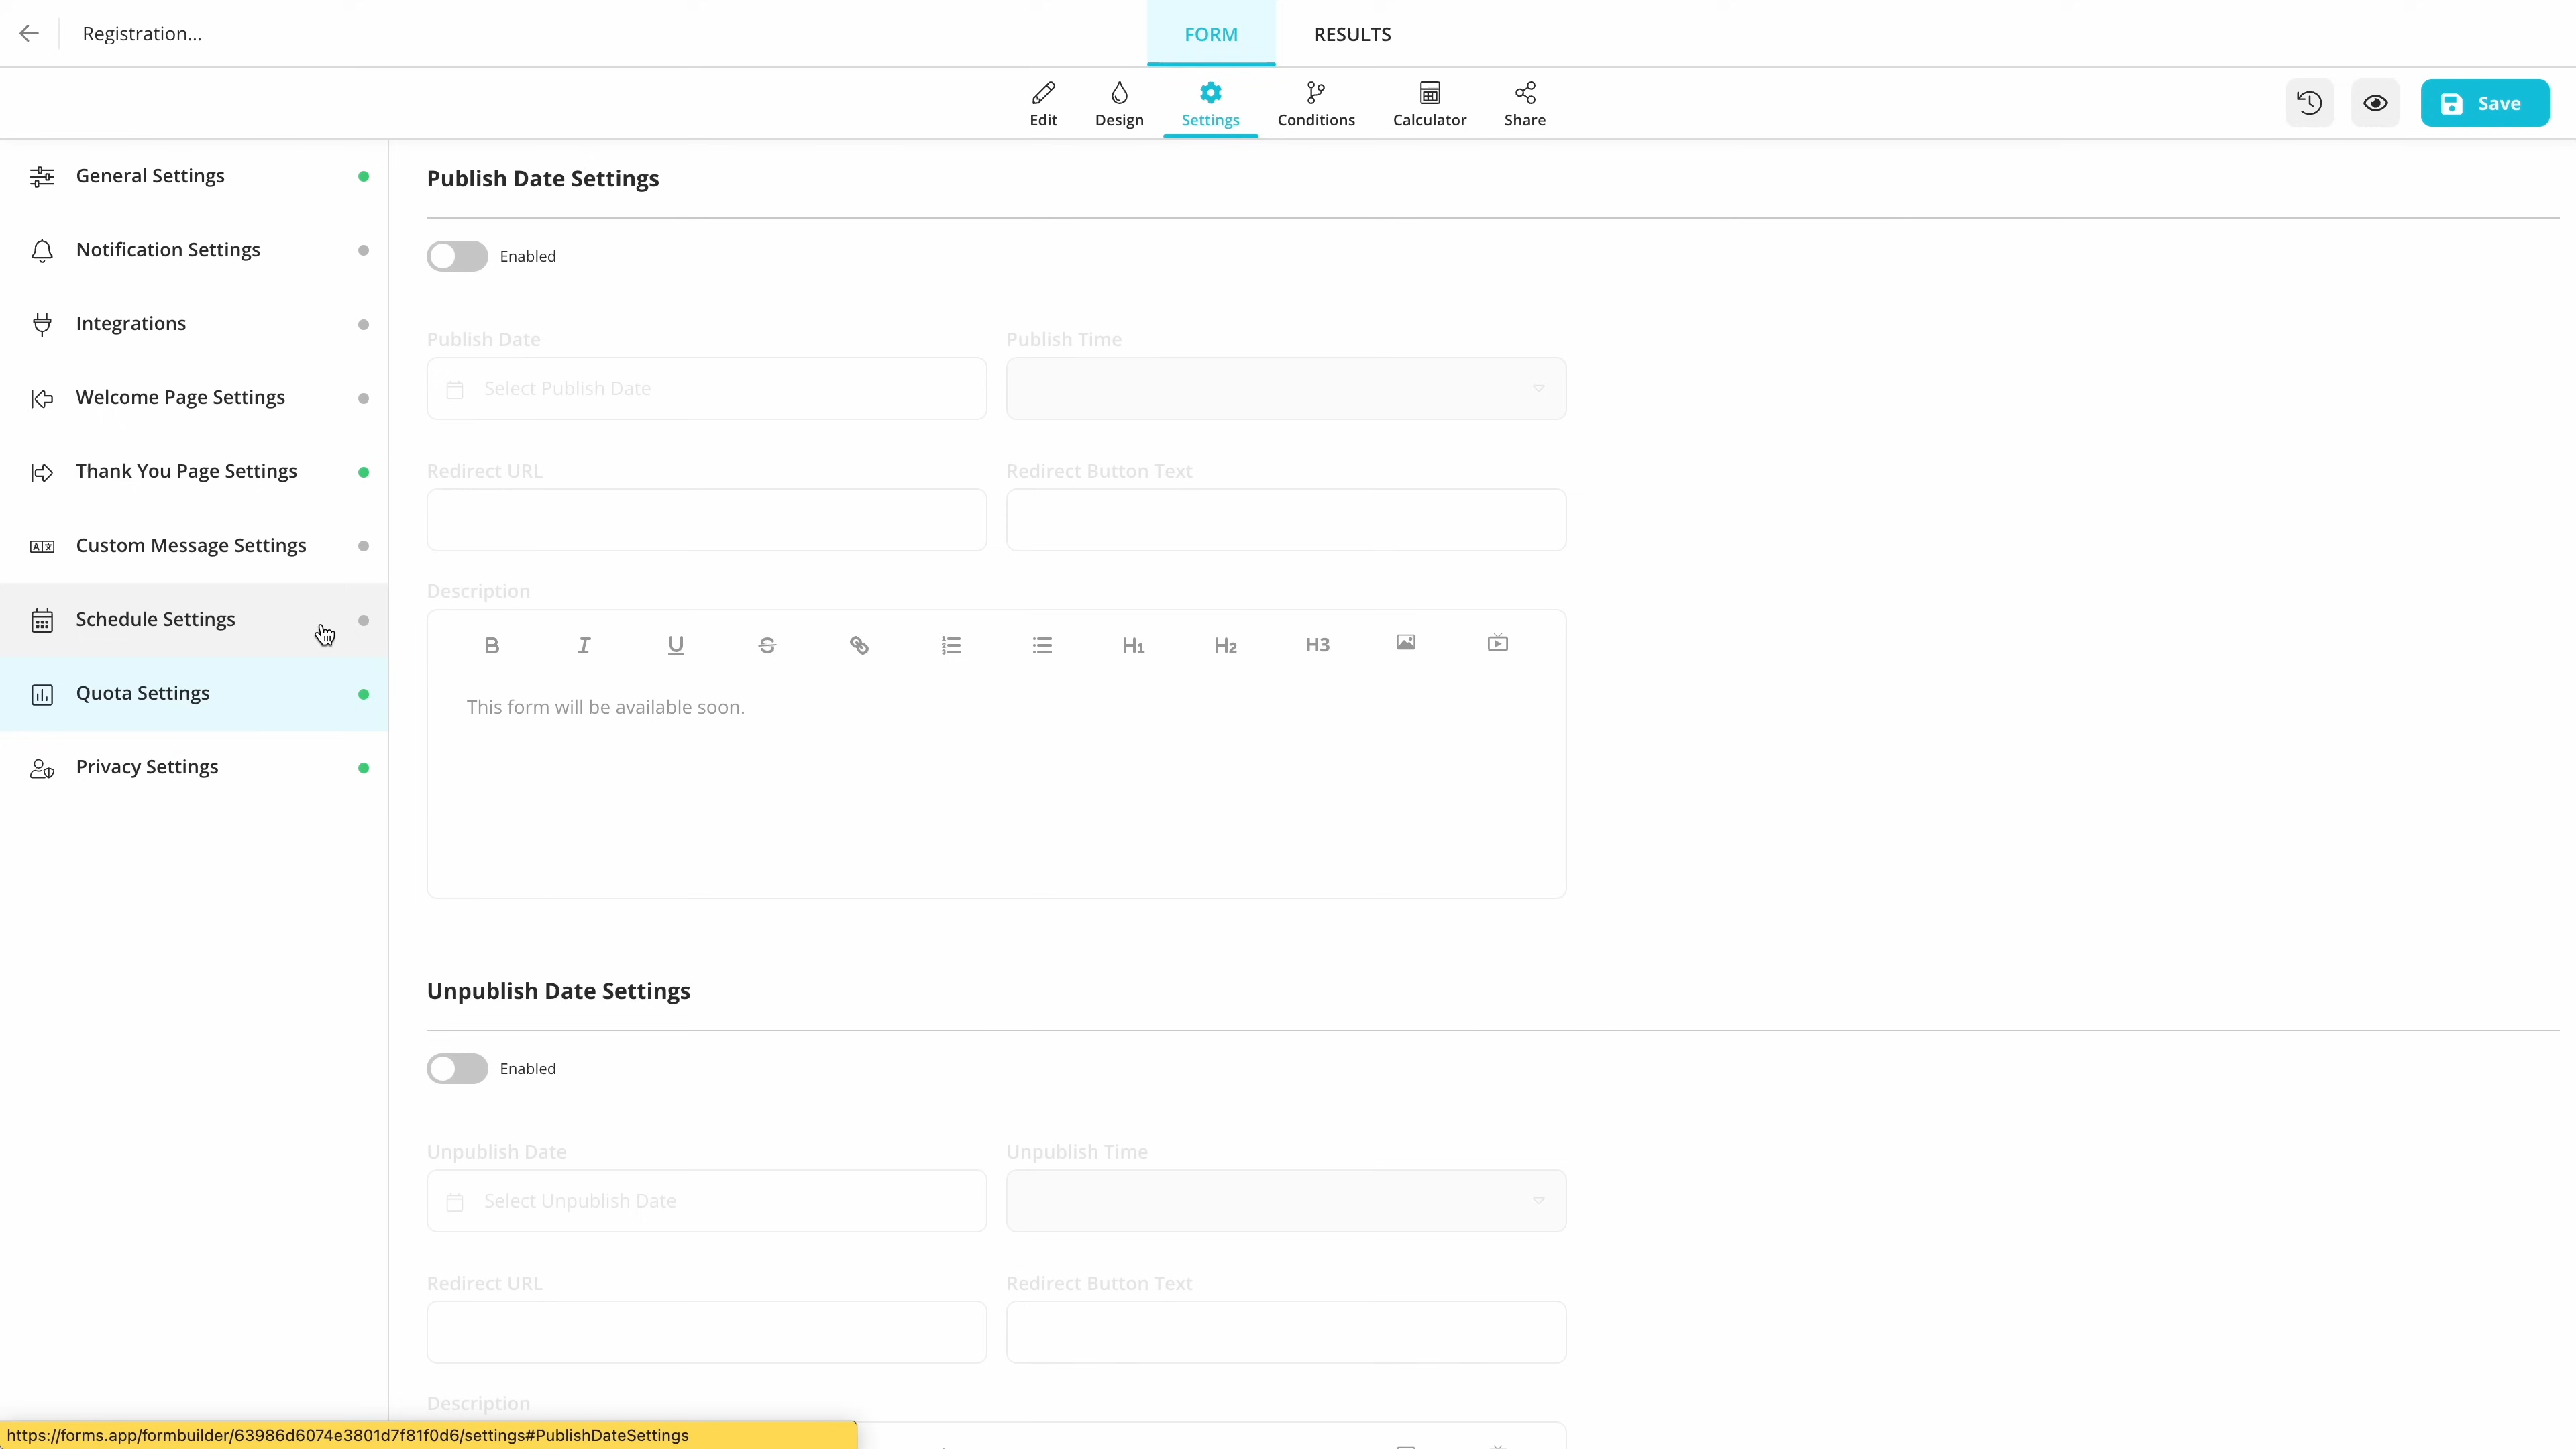 Registration...
FORM
RESULTS
Edit
Design
Settings
Conditions
Calculator
Share
Save
General Settings
Notification Settings
Integrations
Welcome Page Settings
Thank You Page Settings
Custom Message Settings
Schedule Settings
Quota Settings
Privacy Settings
Publish Date Settings
Enabled
Publish Date
Publish Time
Select Publish Date
Redirect URL
Redirect Button Text
Description
B I U S H1 H2 H3
This form will be available soon.
Unpublish Date Settings
Enabled
Unpublish Date
Unpublish Time
Select Unpublish Date
Redirect URL
Redirect Button Text
Description
https://forms.app/formbuilder/63986d6074e3801d7f81f0d6/settings#PublishDateSettings